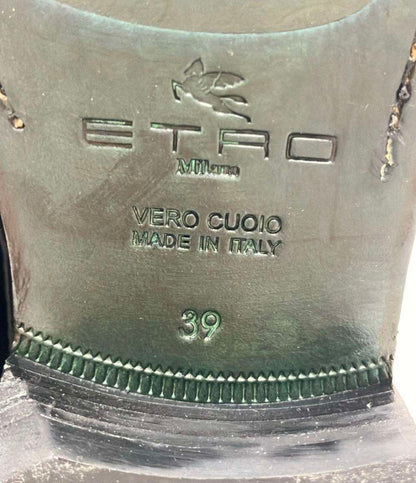 ETRO
Milano
VERO CUOIO
MADE IN ITALY
39